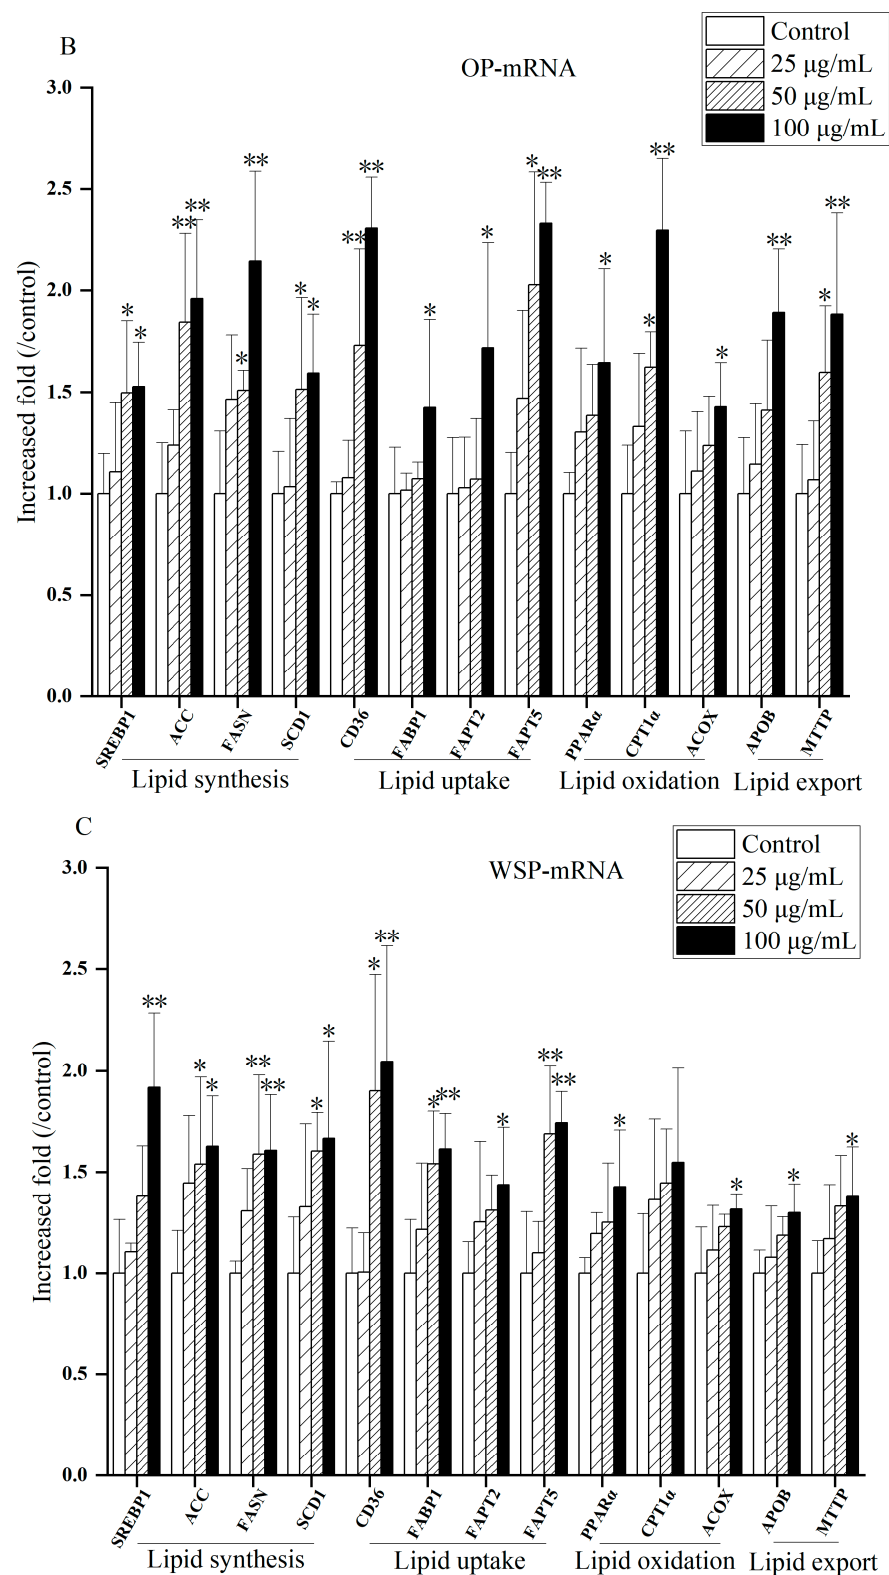 B
OP-mRNA
Control
25 μg/mL
50 μg/mL
100 μg/mL
Increeased fold (/control)
3.0
2.5
2.0
1.5
1.0
0.5
0.0
* * ** ** * ** * * ** ** * * * ** * * ** * ** * **
SREBP1 ACC FASN SCD1 CD36 FABP1 FAPT2 FAPT5 PPARα CPT1α ACOX APOB MTTP
Lipid synthesis Lipid uptake Lipid oxidation Lipid export
C
WSP-mRNA
Control
25 μg/mL
50 μg/mL
100 μg/mL
Increeased fold (/control)
3.0
2.5
2.0
1.5
1.0
0.5
0.0
** * * ** ** * * * ** * ** * ** ** * * * *
SREBP1 ACC FASN SCD1 CD36 FABP1 FAPT2 FAPT5 PPARα CPT1α ACOX APOB MTTP
Lipid synthesis Lipid uptake Lipid oxidation Lipid export